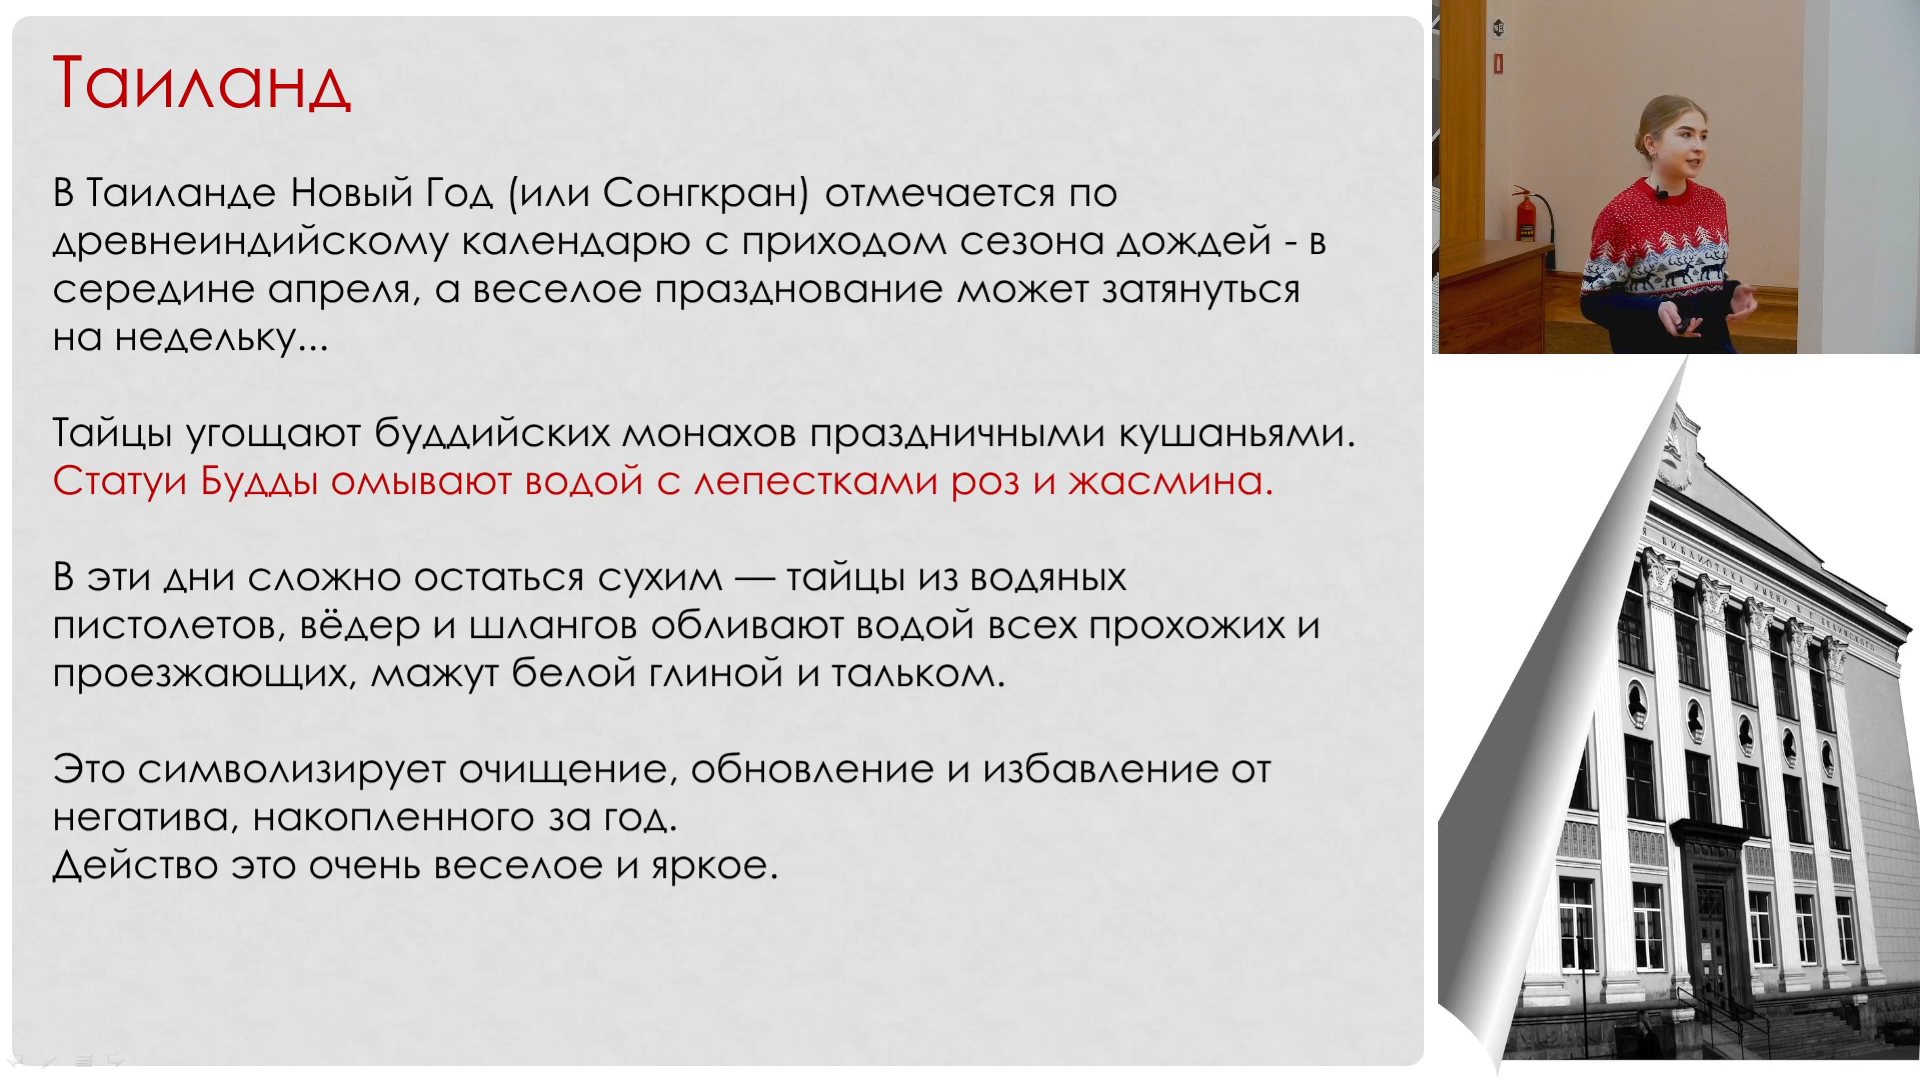 Таиланд
В Таиланде Новый Год (или Сонгкран) отмечается по
древнеиндийскому календарю с приходом сезона дождей - в
середине апреля, а веселое празднование может затянуться
на недельку...
Тайцы угощают буддийских монахов праздничными кушаньями.
Статуи Будды омывают водой с лепестками роз и жасмина.
В эти дни сложно остаться сухим — тайцы из водяных
пистолетов, вёдер и шлангов обливают водой всех прохожих и
проезжающих, мажут белой глиной и тальком.
Это символизирует очищение, обновление и избавление от
негатива, накопленного за год.
Действо это очень веселое и яркое.
БИБЛИОТЕКА ИМЕНИ В Г БЕЛИНСКОГО